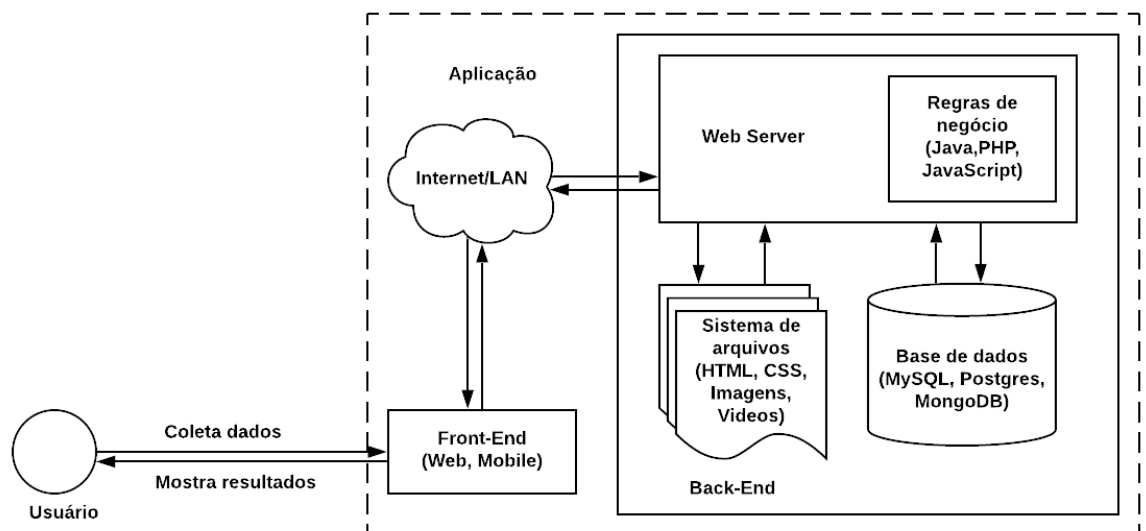 Aplicação
Internet/LAN
Web Server
Regras de
negócio
(Java,PHP,
JavaScript)
Sistema de
arquivos
(HTML, CSS,
Imagens,
Videos)
Base de dados
(MySQL, Postgres,
MongoDB)
Back-End
Front-End
(Web, Mobile)
Coleta dados
Mostra resultados
Usuário